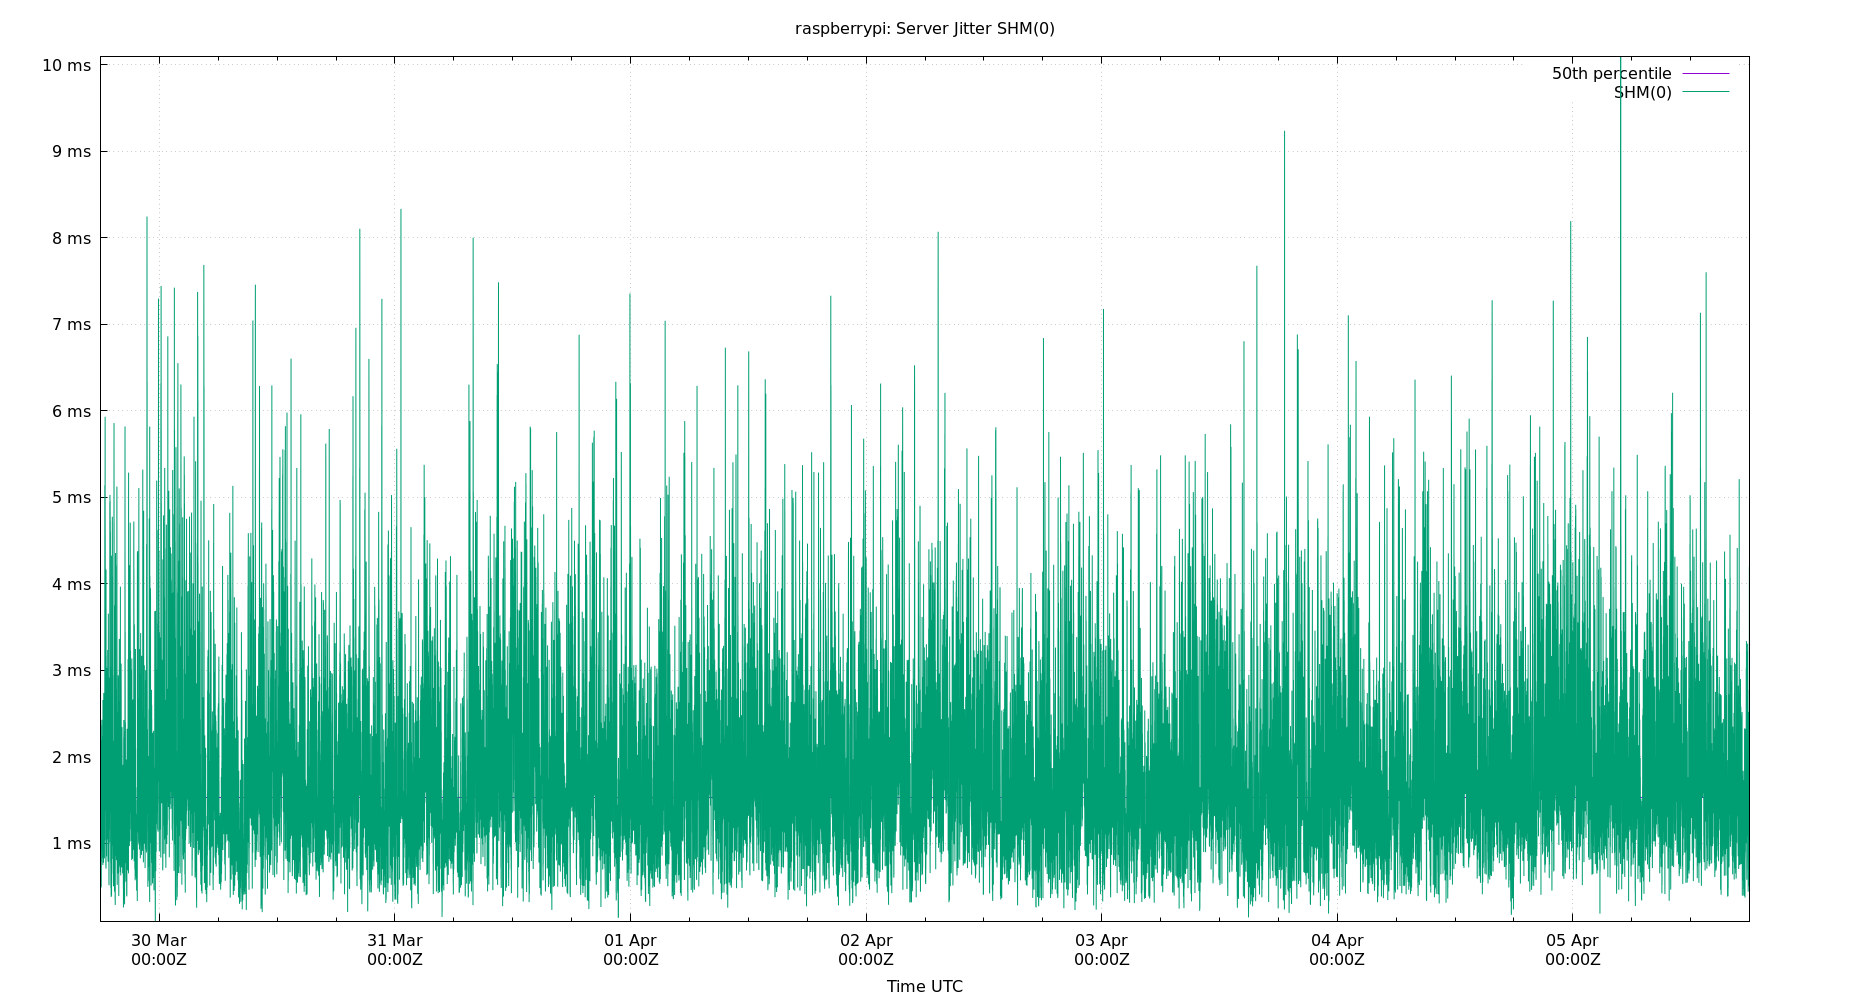 raspberrypi: Server Jitter SHM(0)
10 ms
9 ms
8 ms
7 ms
6 ms
5 ms
4 ms
3 ms
2 ms
1 ms
50th percentile
SHM(0)
30 Mar 31 Mar 01 Apr 02 Apr 03 Apr 04 Apr 05 Apr
00:00Z 00:00Z 00:00Z 00:00Z 00:00Z 00:00Z 00:00Z
Time UTC